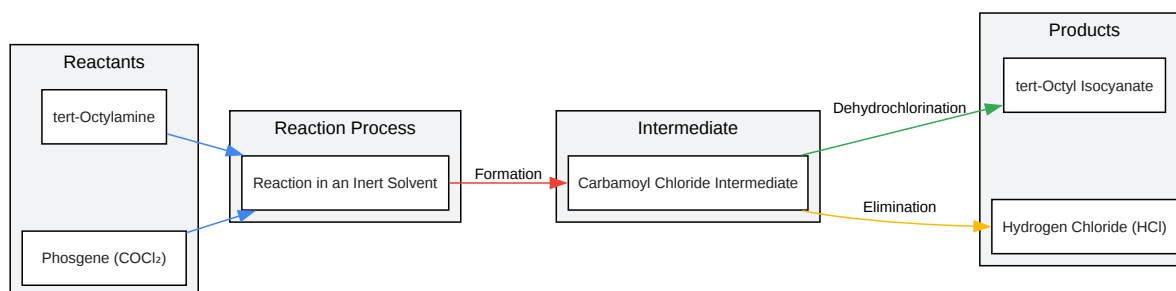 Reactants
tert-Octylamine
Phosgene (COCl₂)
Reaction Process
Reaction in an Inert Solvent
Formation
Intermediate
Carbamoyl Chloride Intermediate
Dehydrochlorination
Elimination
Products
tert-Octyl Isocyanate
Hydrogen Chloride (HCl)